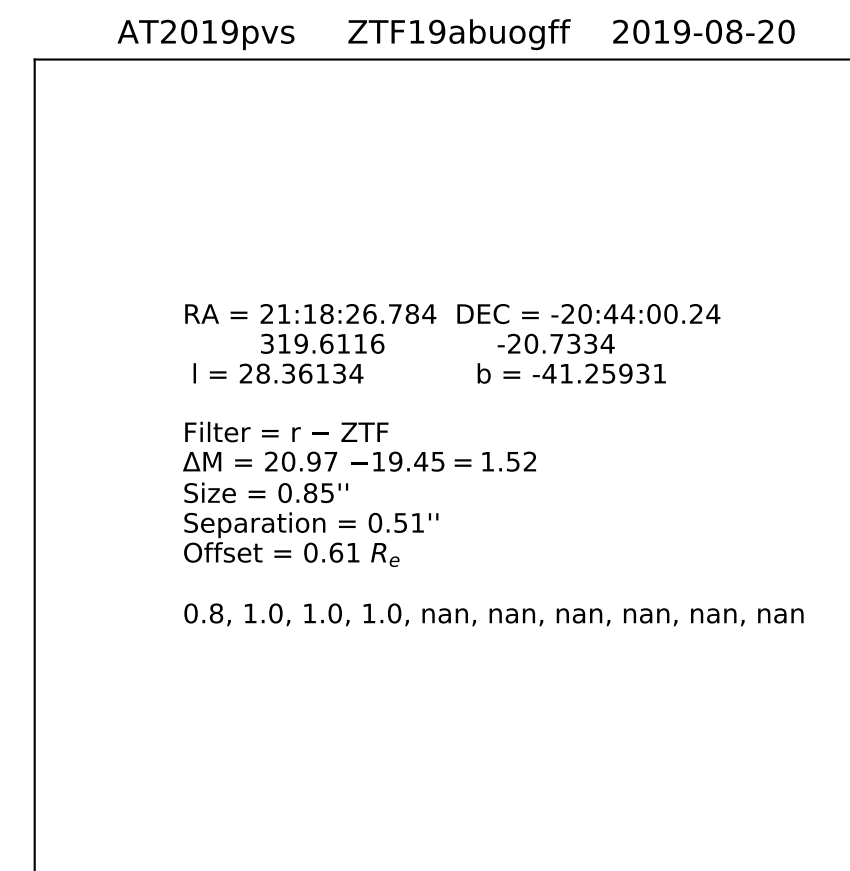 AT2019pvs ZTF19abuogff 2019-08-20
RA = 21:18:26.784 DEC = -20:44:00.24
319.6116 -20.7334
l = 28.36134 b = -41.25931
Filter = r − ZTF
ΔM = 20.97 −19.45 = 1.52
Size = 0.85''
Separation = 0.51''
Offset = 0.61 Re
0.8, 1.0, 1.0, 1.0, nan, nan, nan, nan, nan, nan